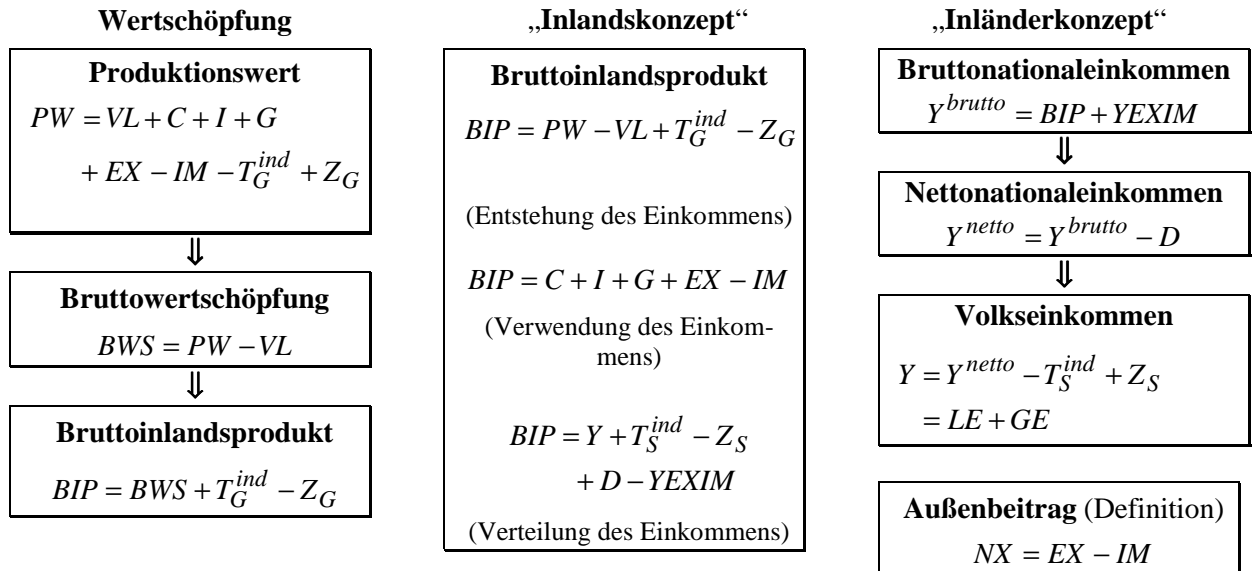 Wertschöpfung
Produktionswert
PW = VL + C + I + G
+ EX − IM − T_G^{ind} + Z_G
⇓
Bruttowertschöpfung
BWS = PW − VL
⇓
Bruttoinlandsprodukt
BIP = BWS + T_G^{ind} − Z_G
„Inlandskonzept“
Bruttoinlandsprodukt
BIP = PW − VL + T_G^{ind} − Z_G
(Entstehung des Einkommens)
BIP = C + I + G + EX − IM
(Verwendung des Einkom-
mens)
BIP = Y + T_S^{ind} − Z_S
+ D − YEXIM
(Verteilung des Einkommens)
„Inländerkonzept“
Bruttonationaleinkommen
Y^{brutto} = BIP + YEXIM
⇓
Nettonationaleinkommen
Y^{netto} = Y^{brutto} − D
⇓
Volkseinkommen
Y = Y^{netto} − T_S^{ind} + Z_S
= LE + GE
Außenbeitrag (Definition)
NX = EX − IM